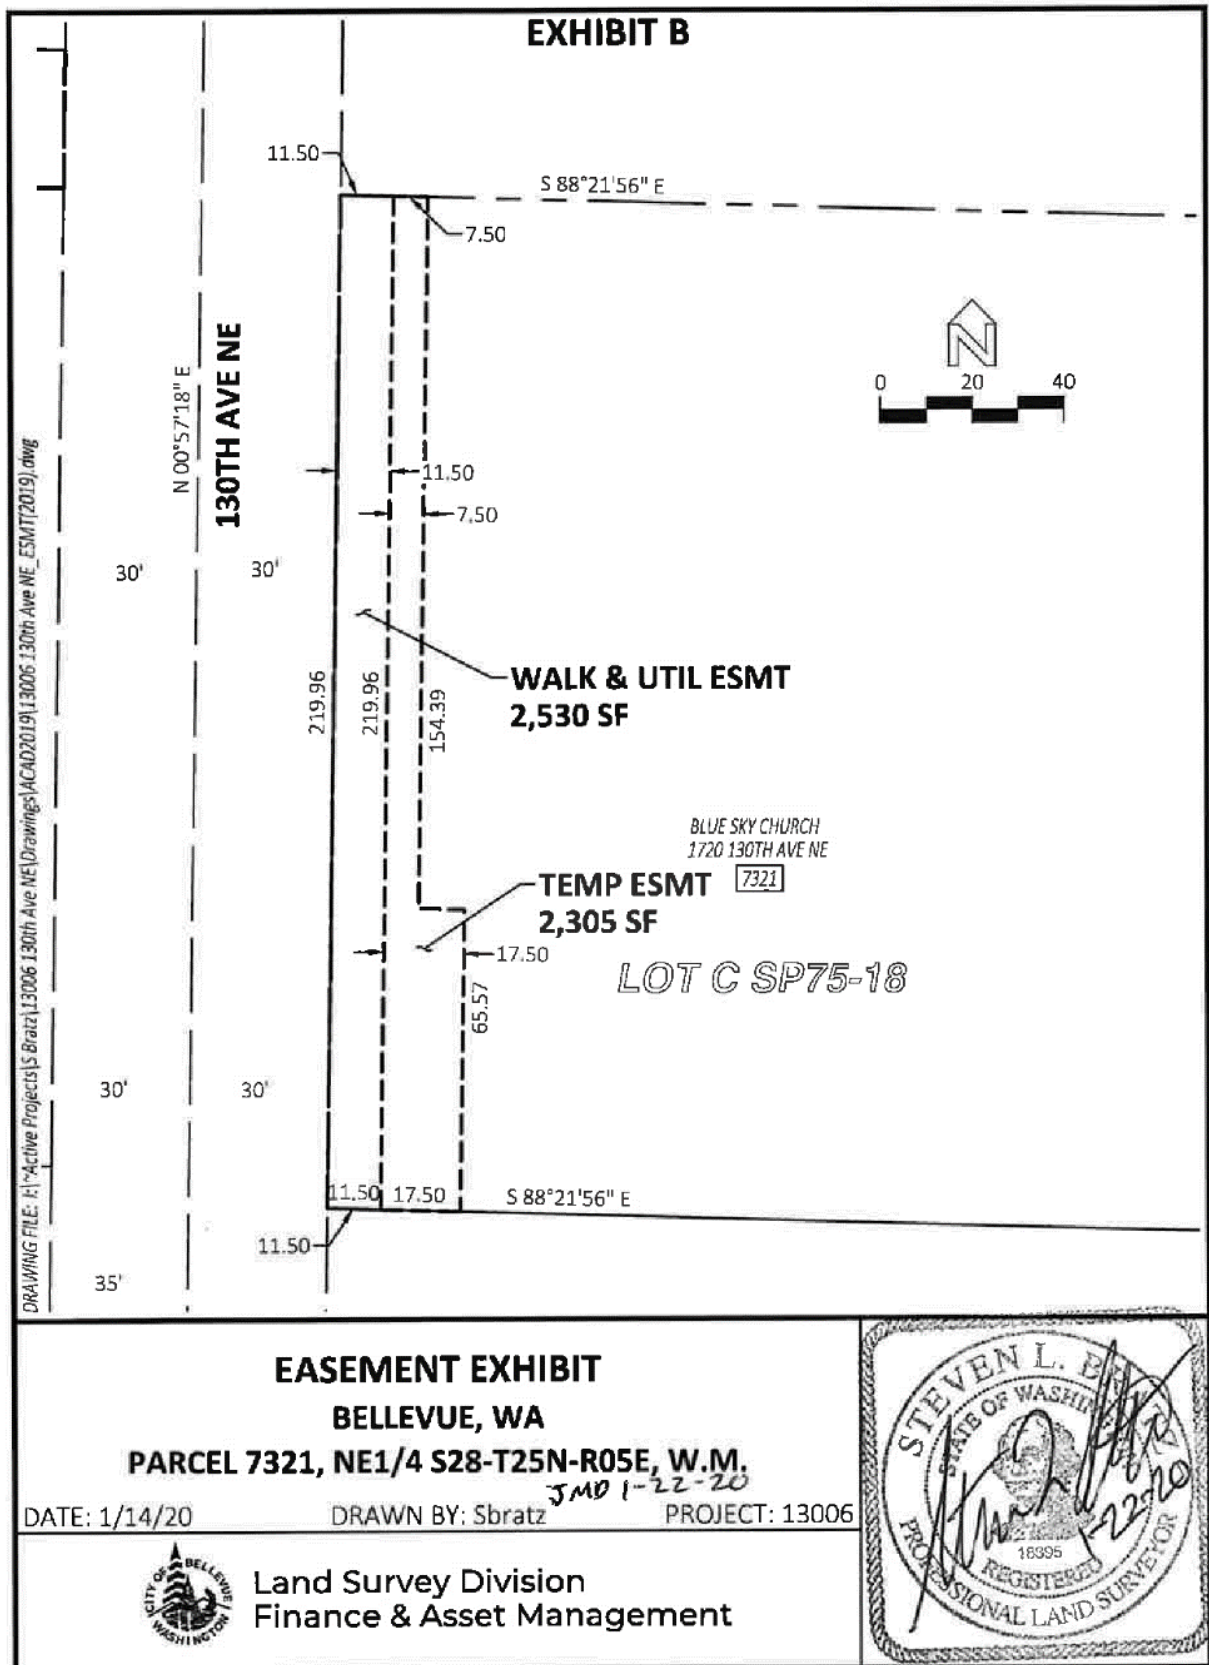 EXHIBIT B
11.50
S 88°21'56" E
7.50
N
0 20 40
N 00°57'18" E
130TH AVE NE
11.50
7.50
30' 30'
WALK & UTIL ESMT
2,530 SF
219.96
219.96
154.39
BLUE SKY CHURCH
1720 130TH AVE NE
7321
TEMP ESMT
2,305 SF
17.50
LOT C SP75-18
65.57
30' 30'
11.50 17.50 S 88°21'56" E
11.50
35'
DRAWING FILE: I:\~Active Projects\S Bratz\13006 130th Ave NE\Drawings\ACAD2019\13006 130th Ave NE_ESMT(2019).dwg
EASEMENT EXHIBIT
BELLEVUE, WA
PARCEL 7321, NE1/4 S28-T25N-R05E, W.M.
JMD 1-22-20
DATE: 1/14/20 DRAWN BY: Sbratz PROJECT: 13006
CITY OF BELLEVUE
WASHINGTON
Land Survey Division
Finance & Asset Management
STEVEN L.
STATE OF
18395
REGISTERED
PROFESSIONAL LAND SURVEYOR
1-22-20